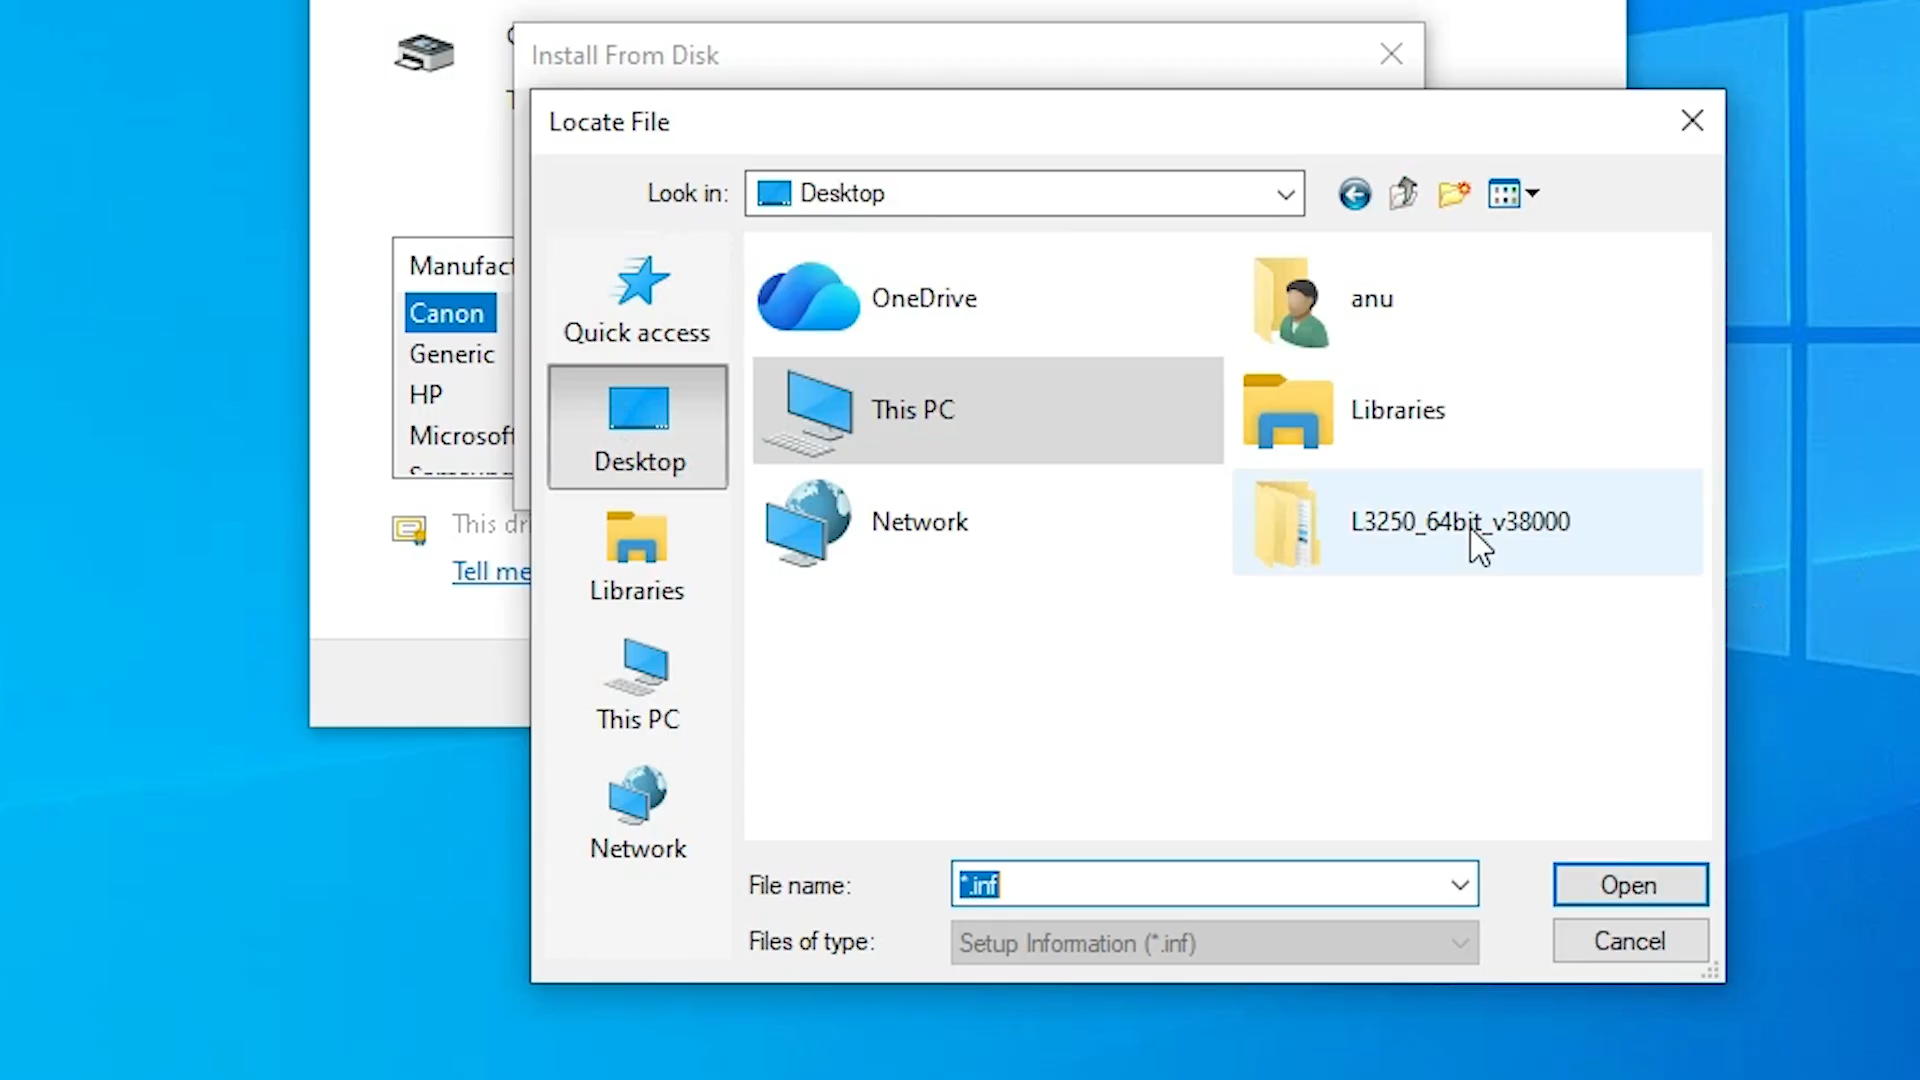 Install From Disk
Locate File
Look in:
Desktop
Quick access
Desktop
Libraries
This PC
Network
OneDrive
anu
This PC
Libraries
Network
L3250_64bit_v38000
Manufact
Canon
Generic
HP
Microsoft
This dri
Tell me
File name:
*.inf
Open
Files of type:
Setup Information (*.inf)
Cancel